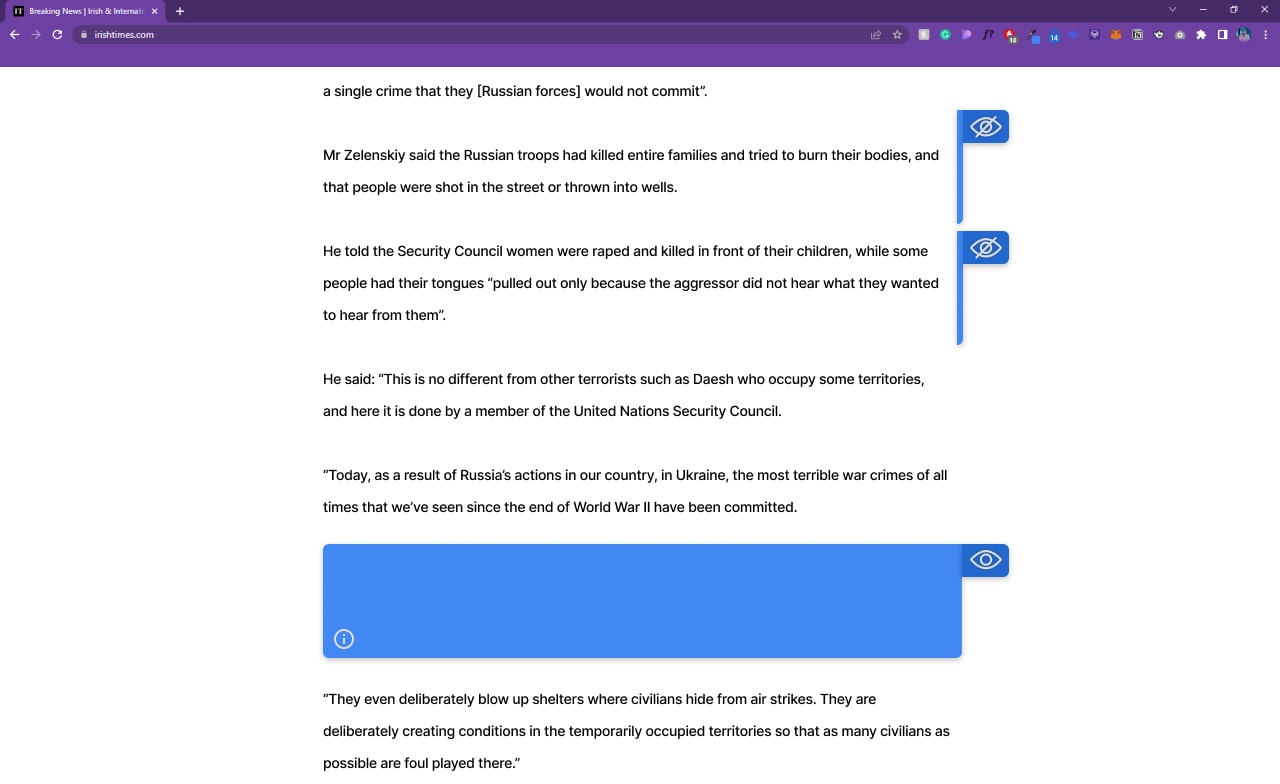 IT Breaking News | Irish & Internati
irishtimes.com
10
14
a single crime that they [Russian forces] would not commit”.
Mr Zelenskiy said the Russian troops had killed entire families and tried to burn their bodies, and
that people were shot in the street or thrown into wells.
He told the Security Council women were raped and killed in front of their children, while some
people had their tongues “pulled out only because the aggressor did not hear what they wanted
to hear from them”.
He said: “This is no different from other terrorists such as Daesh who occupy some territories,
and here it is done by a member of the United Nations Security Council.
“Today, as a result of Russia’s actions in our country, in Ukraine, the most terrible war crimes of all
times that we’ve seen since the end of World War II have been committed.
“They even deliberately blow up shelters where civilians hide from air strikes. They are
deliberately creating conditions in the temporarily occupied territories so that as many civilians as
possible are foul played there.”